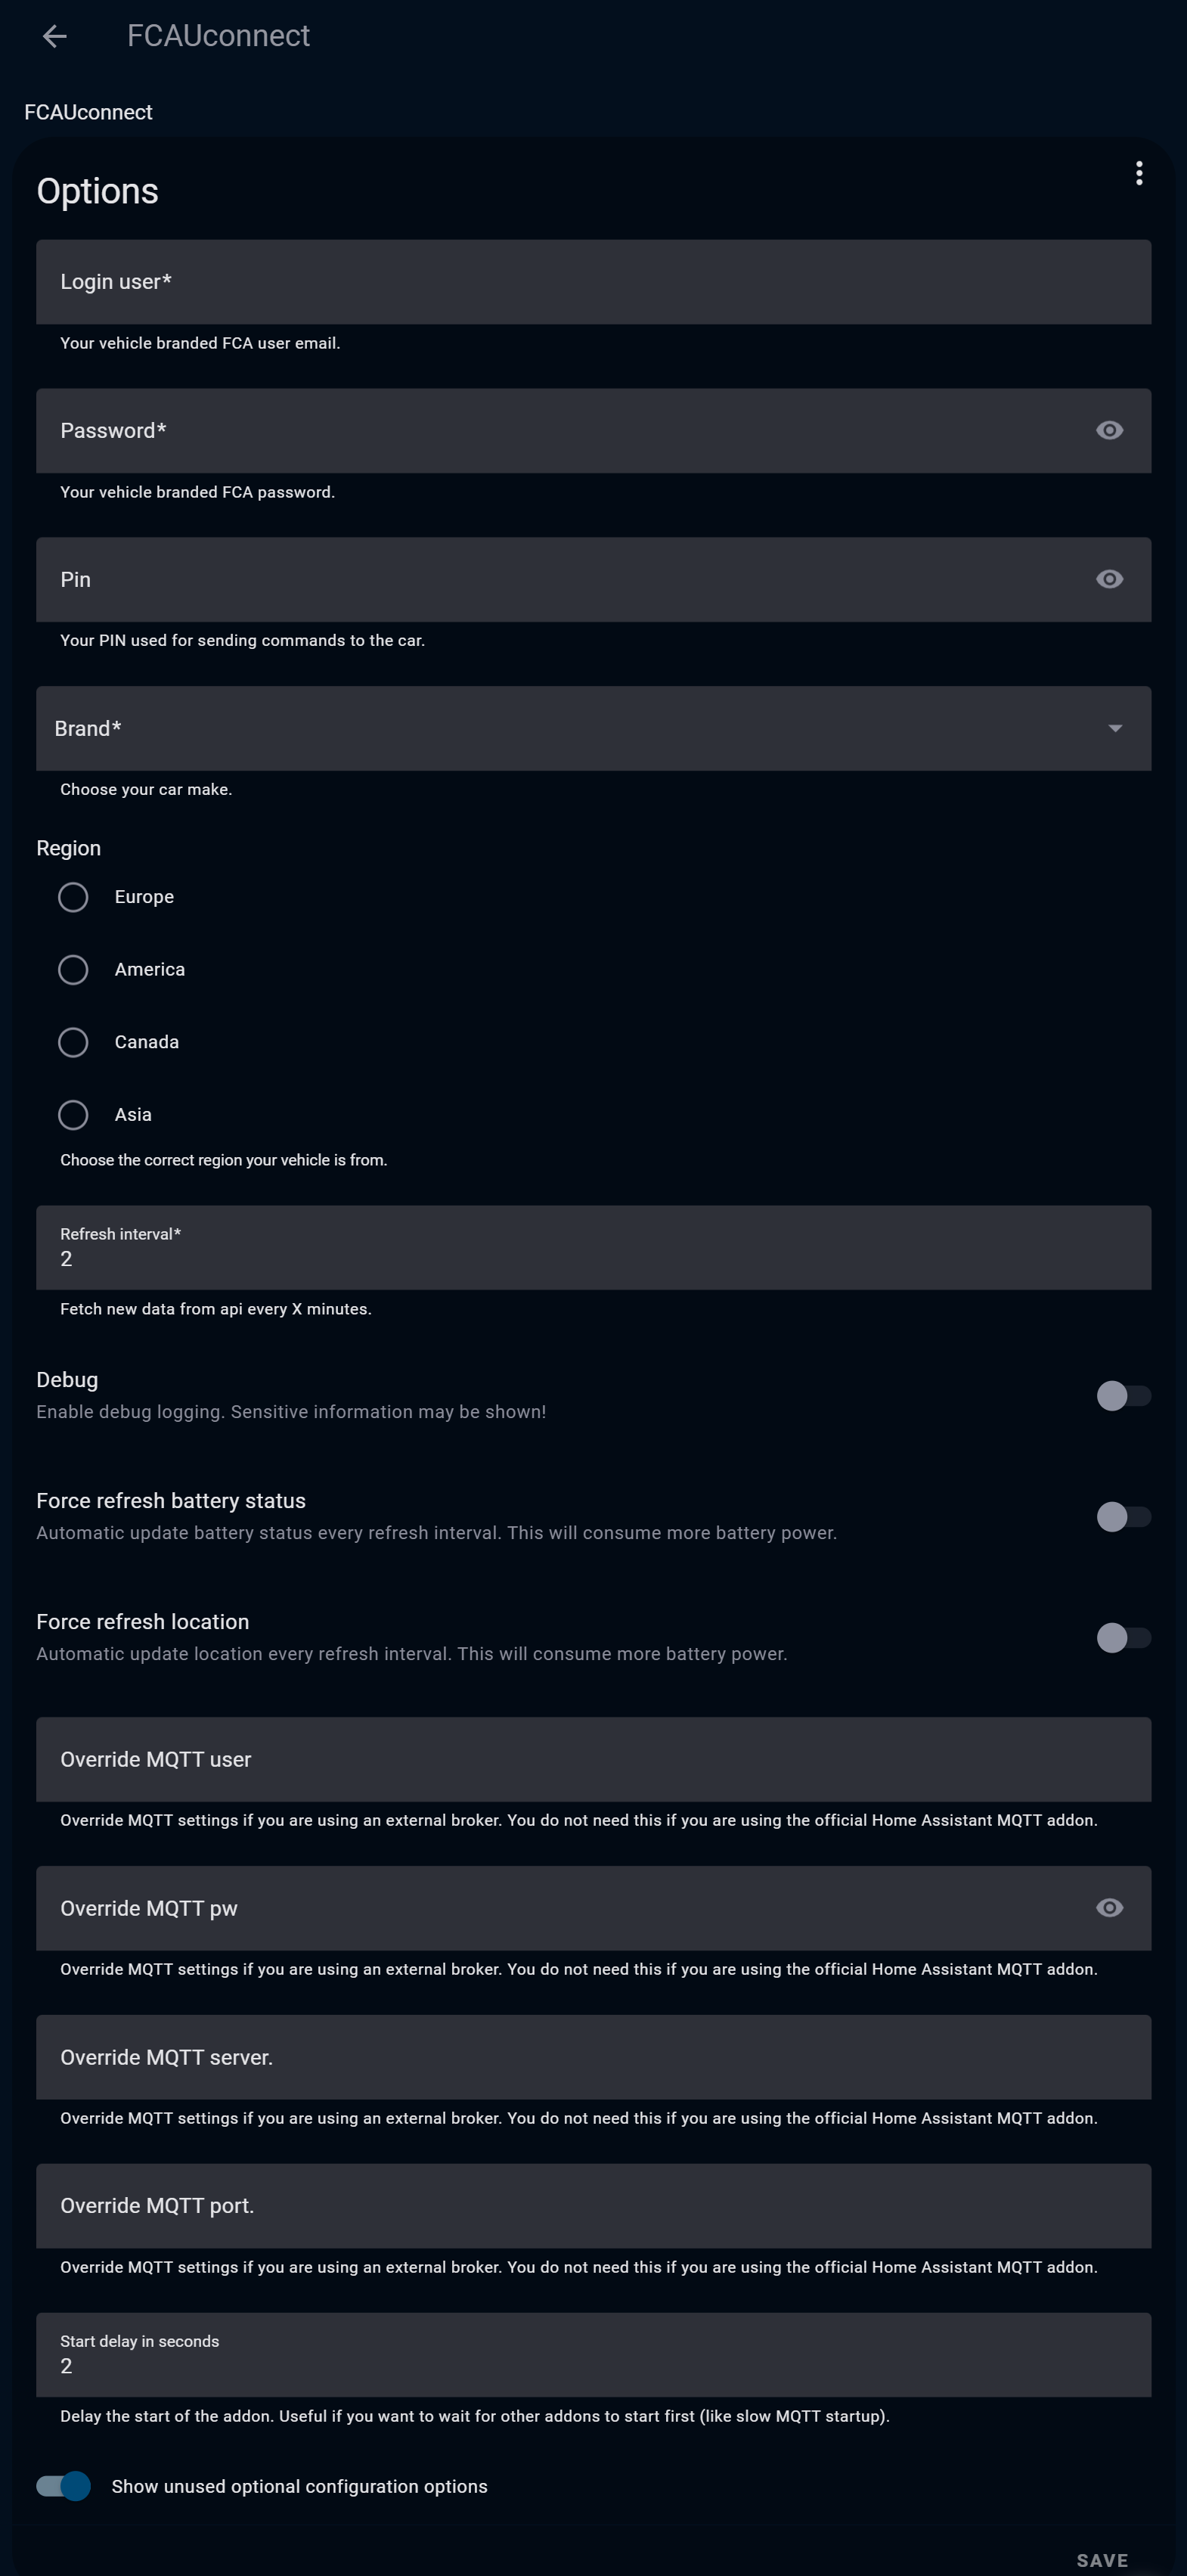 FCAUconnect
FCAUconnect
Options
Login user*
Your vehicle branded FCA user email.
Password*
Your vehicle branded FCA password.
Pin
Your PIN used for sending commands to the car.
Brand*
Choose your car make.
Region
Europe
America
Canada
Asia
Choose the correct region your vehicle is from.
Refresh interval*
2
Fetch new data from api every X minutes.
Debug
Enable debug logging. Sensitive information may be shown!
Force refresh battery status
Automatic update battery status every refresh interval. This will consume more battery power.
Force refresh location
Automatic update location every refresh interval. This will consume more battery power.
Override MQTT user
Override MQTT settings if you are using an external broker. You do not need this if you are using the official Home Assistant MQTT addon.
Override MQTT pw
Override MQTT settings if you are using an external broker. You do not need this if you are using the official Home Assistant MQTT addon.
Override MQTT server.
Override MQTT settings if you are using an external broker. You do not need this if you are using the official Home Assistant MQTT addon.
Override MQTT port.
Override MQTT settings if you are using an external broker. You do not need this if you are using the official Home Assistant MQTT addon.
Start delay in seconds
2
Delay the start of the addon. Useful if you want to wait for other addons to start first (like slow MQTT startup).
Show unused optional configuration options
SAVE